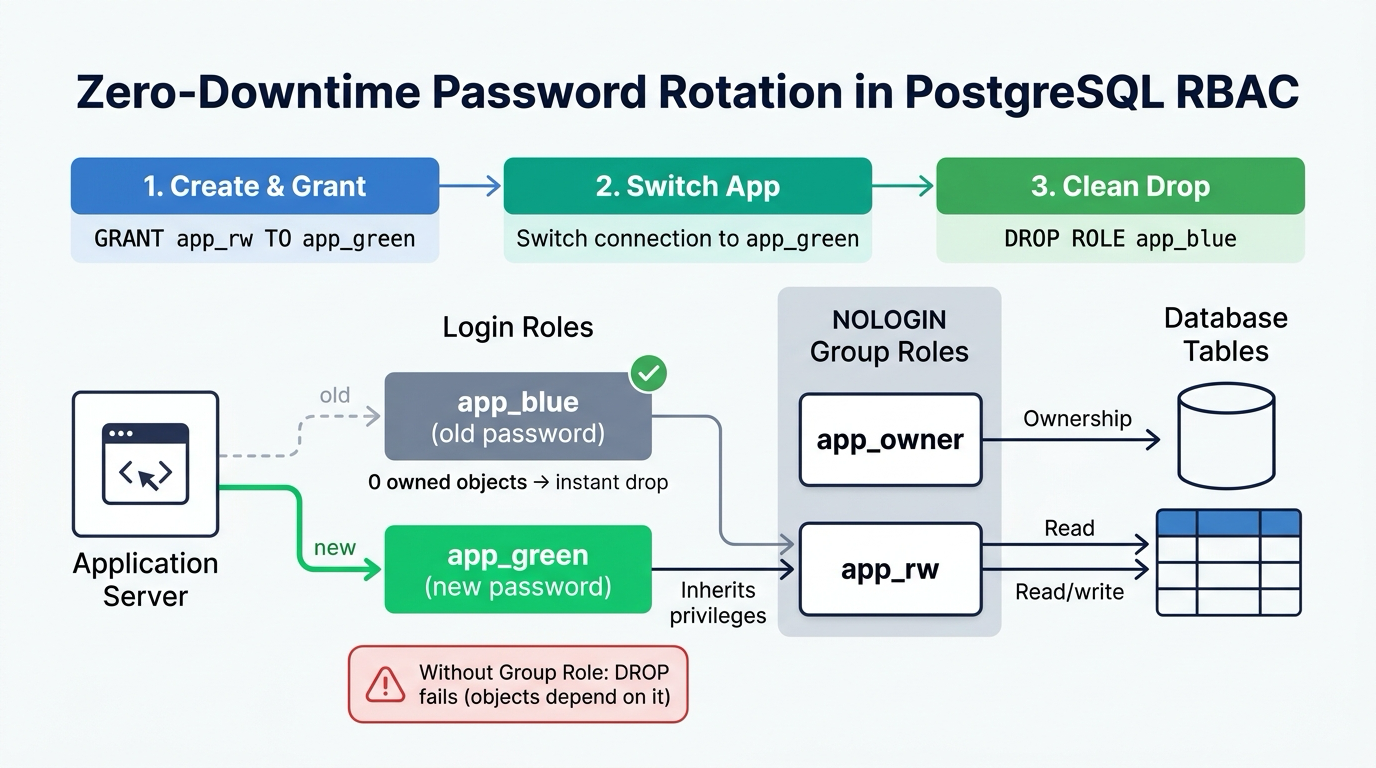 Zero-Downtime Password Rotation in PostgreSQL RBAC
1. Create & Grant
GRANT app_rw TO app_green
2. Switch App
Switch connection to app_green
3. Clean Drop
DROP ROLE app_blue
Login Roles
NOLOGIN
Group Roles
Database
Tables
old
app_blue
(old password)
0 owned objects → instant drop
new
app_green
(new password)
Application
Server
Inherits
privileges
app_owner
app_rw
Ownership
Read
Read/write
Without Group Role: DROP
fails (objects depend on it)